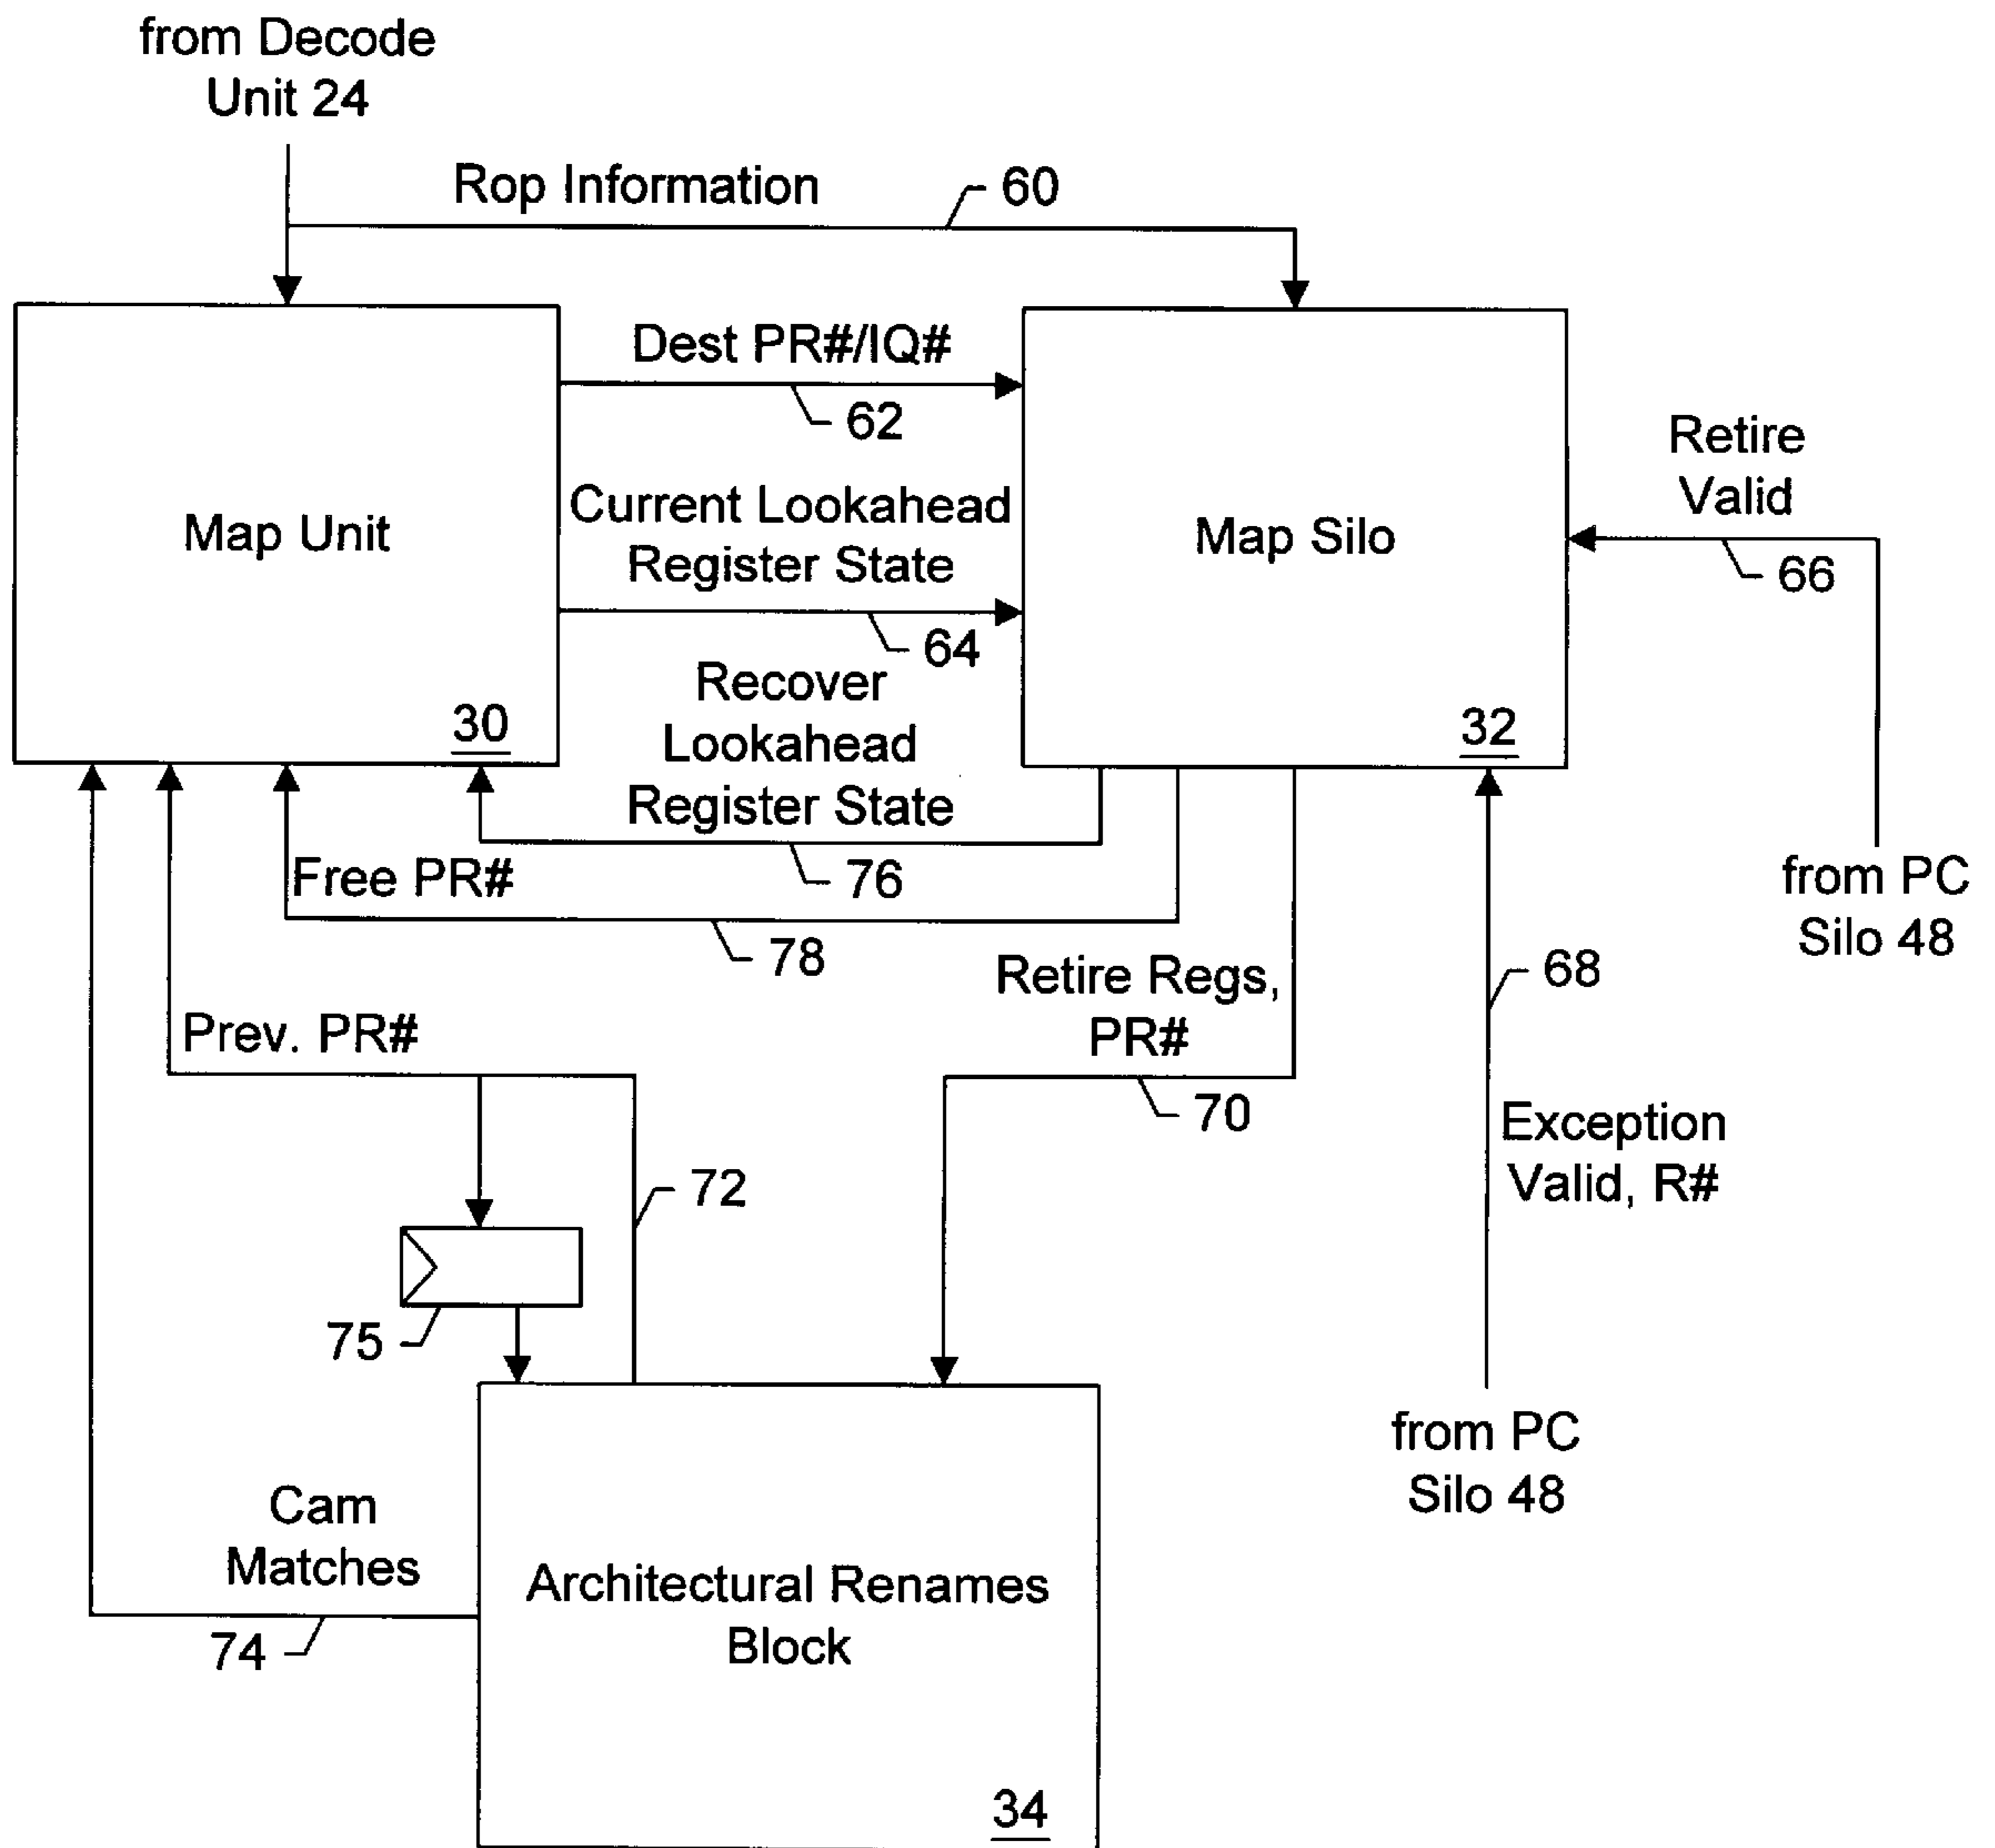 from Decode
Unit 24
Rop Information
60
Dest PR#/IQ#
62
Map Unit
Current Lookahead
Register State
64
Map Silo
Retire
Valid
66
30
32
Recover
Lookahead
Register State
76
Free PR#
78
from PC
Silo 48
Retire Regs,
PR#
70
68
Prev. PR#
72
Exception
Valid, R#
75
from PC
Silo 48
Cam
Matches
74
Architectural Renames
Block
34